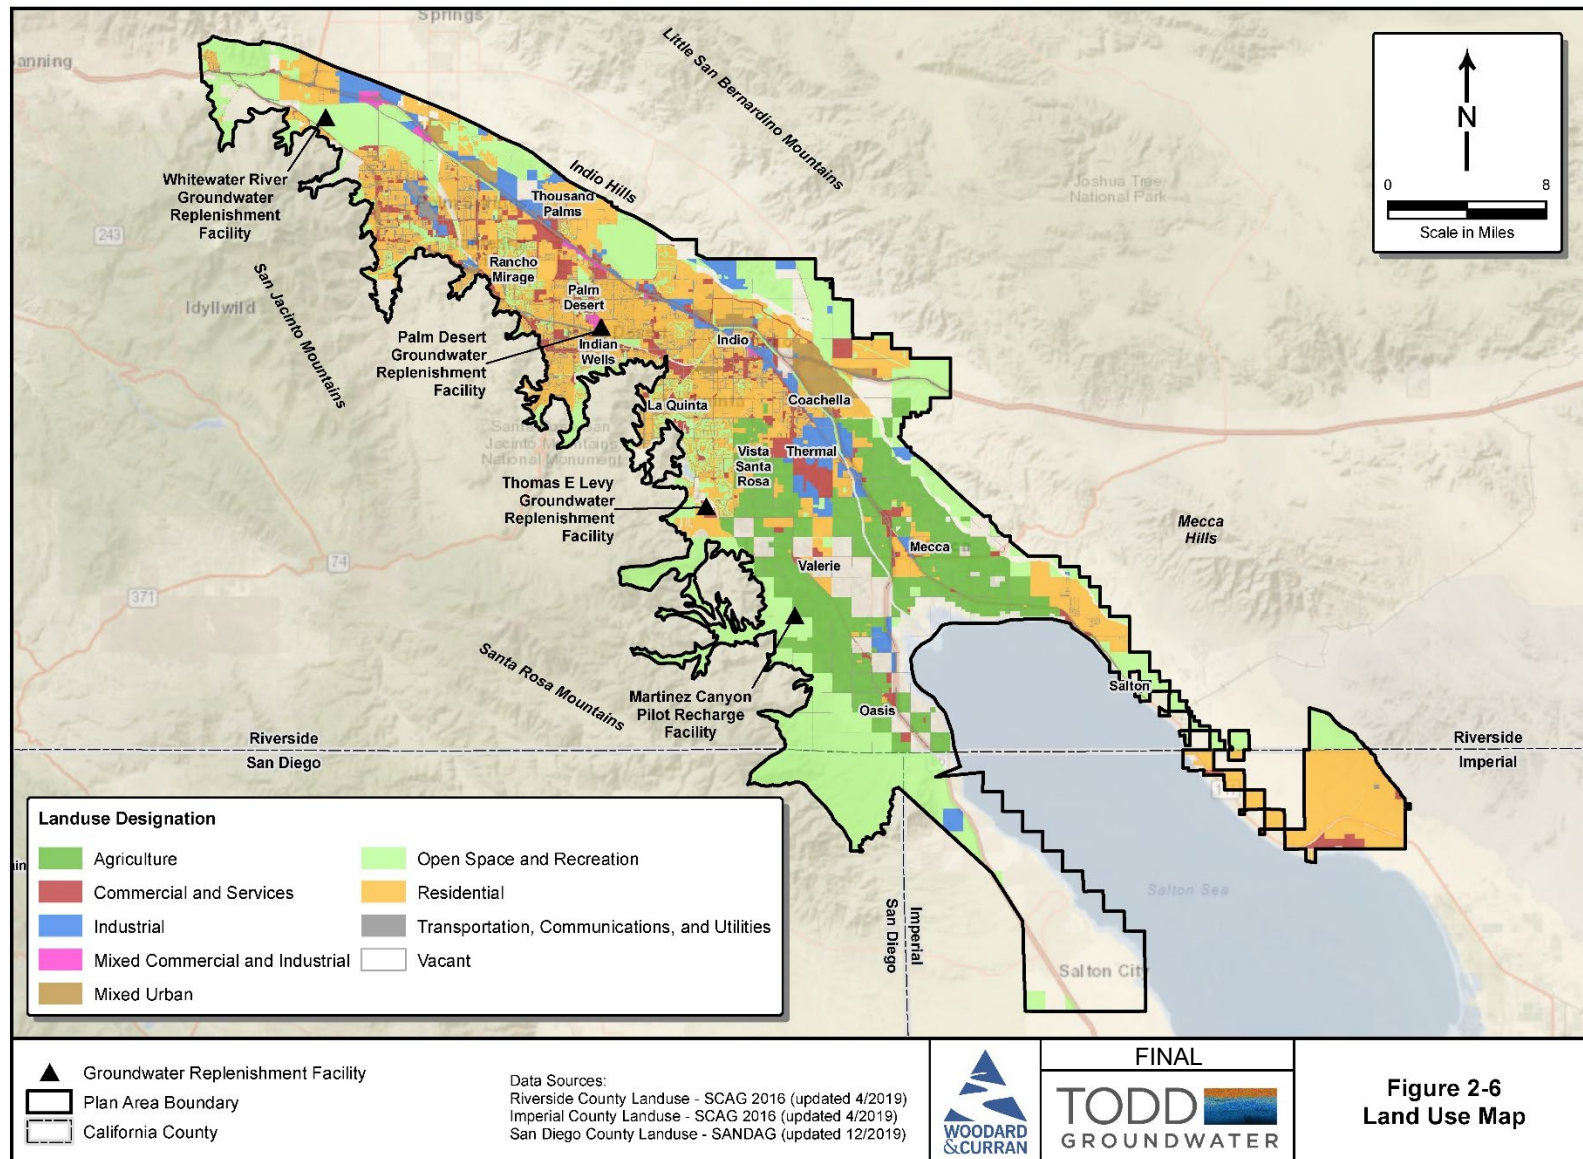 Springs
Banning
Little San Bernardino Mountains
N
0 8
Scale in Miles
Joshua Tree
National Park
Indio Hills
Whitewater River
Groundwater
Replenishment
Facility
Thousand
Palms
243
San Jacinto Mountains
Idyllwild
Rancho
Mirage
Palm
Desert
Palm Desert
Groundwater
Replenishment
Facility
Indian
Wells
Indio
La Quinta
Coachella
Jacinto Mountains
National Monument
Vista
Santa
Rosa
Thermal
Thomas E Levy
Groundwater
Replenishment
Facility
Mecca
Hills
Mecca
Valerie
74
371
Santa Rosa Mountains
Martinez Canyon
Pilot Recharge
Facility
Oasis
Salton
Riverside
San Diego
Riverside
Imperial
Salton Sea
Imperial
San Diego
Salton City
Landuse Designation
Agriculture
Commercial and Services
Industrial
Mixed Commercial and Industrial
Mixed Urban
Open Space and Recreation
Residential
Transportation, Communications, and Utilities
Vacant
Groundwater Replenishment Facility
Plan Area Boundary
California County
Data Sources:
Riverside County Landuse - SCAG 2016 (updated 4/2019)
Imperial County Landuse - SCAG 2016 (updated 4/2019)
San Diego County Landuse - SANDAG (updated 12/2019)
WOODARD
&CURRAN
FINAL
TODD
GROUNDWATER
Figure 2-6
Land Use Map